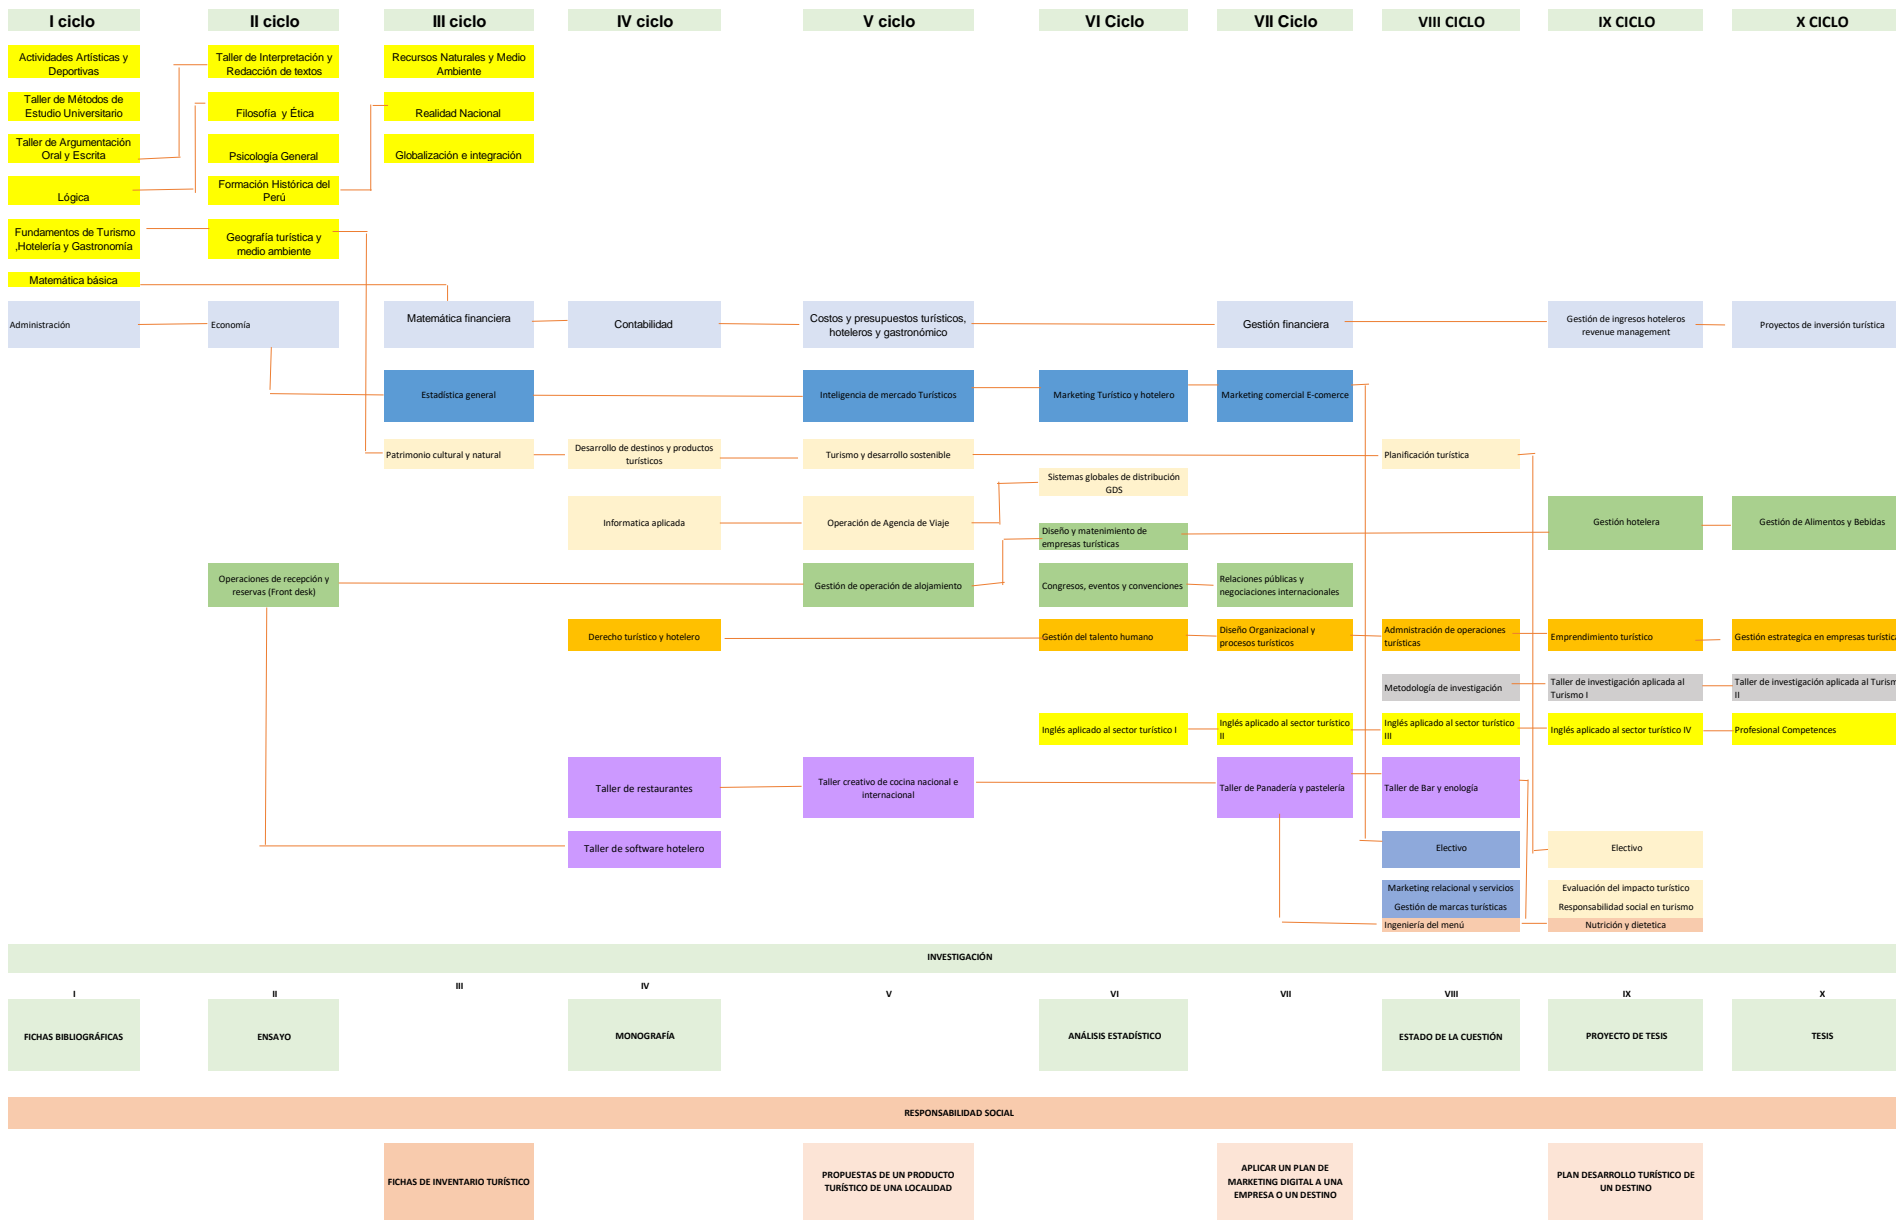 I ciclo
II ciclo
III ciclo
IV ciclo
V ciclo
VI Ciclo
VII Ciclo
VIII CICLO
IX CICLO
X CICLO
Actividades Artísticas y
Deportivas
Taller de Interpretación y
Redacción de textos
Recursos Naturales y Medio
Ambiente
Taller de Métodos de
Estudio Universitario
Filosofía y Ética
Realidad Nacional
Taller de Argumentación
Oral y Escrita
Psicología General
Globalización e integración
Lógica
Formación Histórica del
Perú
Fundamentos de Turismo
,Hotelería y Gastronomía
Geografía turística y
medio ambiente
Matemática básica
Administración
Economía
Matemática financiera
Contabilidad
Costos y presupuestos turísticos,
hoteleros y gastronómico
Gestión financiera
Gestión de ingresos hoteleros
revenue management
Proyectos de inversión turística
Estadística general
Inteligencia de mercado Turísticos
Marketing Turístico y hotelero
Marketing comercial E-comerce
Patrimonio cultural y natural
Desarrollo de destinos y productos
turísticos
Turismo y desarrollo sostenible
Planificación turística
Sistemas globales de distribución
GDS
Informatica aplicada
Operación de Agencia de Viaje
Diseño y matenimiento de
empresas turísticas
Gestión hotelera
Gestión de Alimentos y Bebidas
Operaciones de recepción y
reservas (Front desk)
Gestión de operación de alojamiento
Congresos, eventos y convenciones
Relaciones públicas y
negociaciones internacionales
Derecho turístico y hotelero
Gestión del talento humano
Diseño Organizacional y
procesos turísticos
Admnistración de operaciones
turísticas
Emprendimiento turístico
Gestión estrategica en empresas turística
Metodología de investigación
Taller de investigación aplicada al
Turismo I
Taller de investigación aplicada al Turism
II
Inglés aplicado al sector turístico I
Inglés aplicado al sector turístico
II
Inglés aplicado al sector turístico
III
Inglés aplicado al sector turístico IV
Profesional Competences
Taller de restaurantes
Taller creativo de cocina nacional e
internacional
Taller de Panadería y pastelería
Taller de Bar y enología
Taller de software hotelero
Electivo
Electivo
Marketing relacional y servicios
Evaluación del impacto turístico
Gestión de marcas turísticas
Responsabilidad social en turismo
Ingeniería del menú
Nutrición y dietetica
INVESTIGACIÓN
I
II
III
IV
V
VI
VII
VIII
IX
X
FICHAS BIBLIOGRÁFICAS
ENSAYO
MONOGRAFÍA
ANÁLISIS ESTADÍSTICO
ESTADO DE LA CUESTIÓN
PROYECTO DE TESIS
TESIS
RESPONSABILIDAD SOCIAL
FICHAS DE INVENTARIO TURÍSTICO
PROPUESTAS DE UN PRODUCTO
TURÍSTICO DE UNA LOCALIDAD
APLICAR UN PLAN DE
MARKETING DIGITAL A UNA
EMPRESA O UN DESTINO
PLAN DESARROLLO TURÍSTICO DE
UN DESTINO